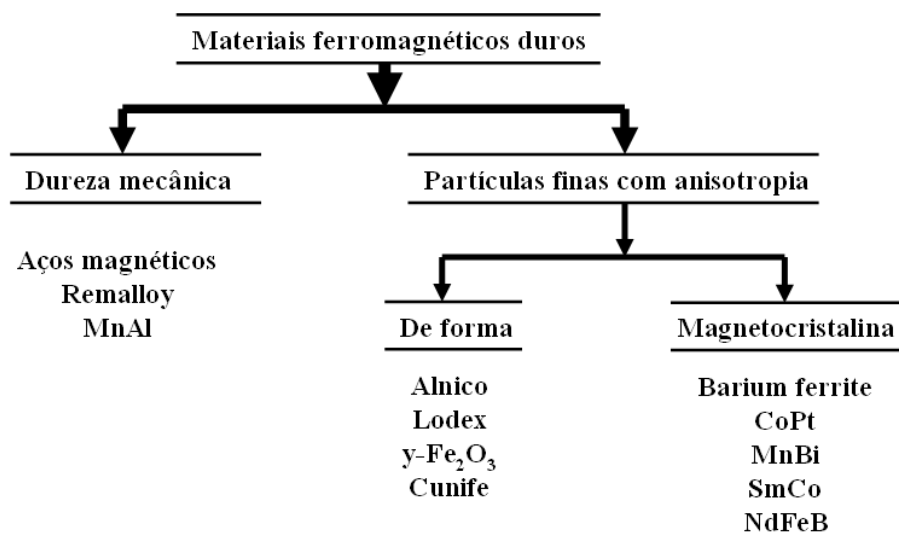 Materiais ferromagnéticos duros
Dureza mecânica
Partículas finas com anisotropia
Aços magnéticos
Remalloy
MnAl
De forma
Magnetocristalina
Alnico
Lodex
y-Fe₂O₃
Cunife
Barium ferrite
CoPt
MnBi
SmCo
NdFeB